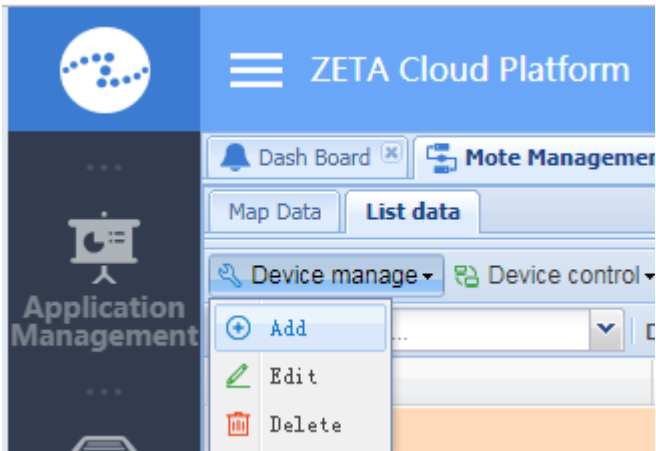 ZETA Cloud Platform
Dash Board
Mote Managemen
Map Data
List data
Device manage
Device control
Application
Management
Add
...
Edit
Delete